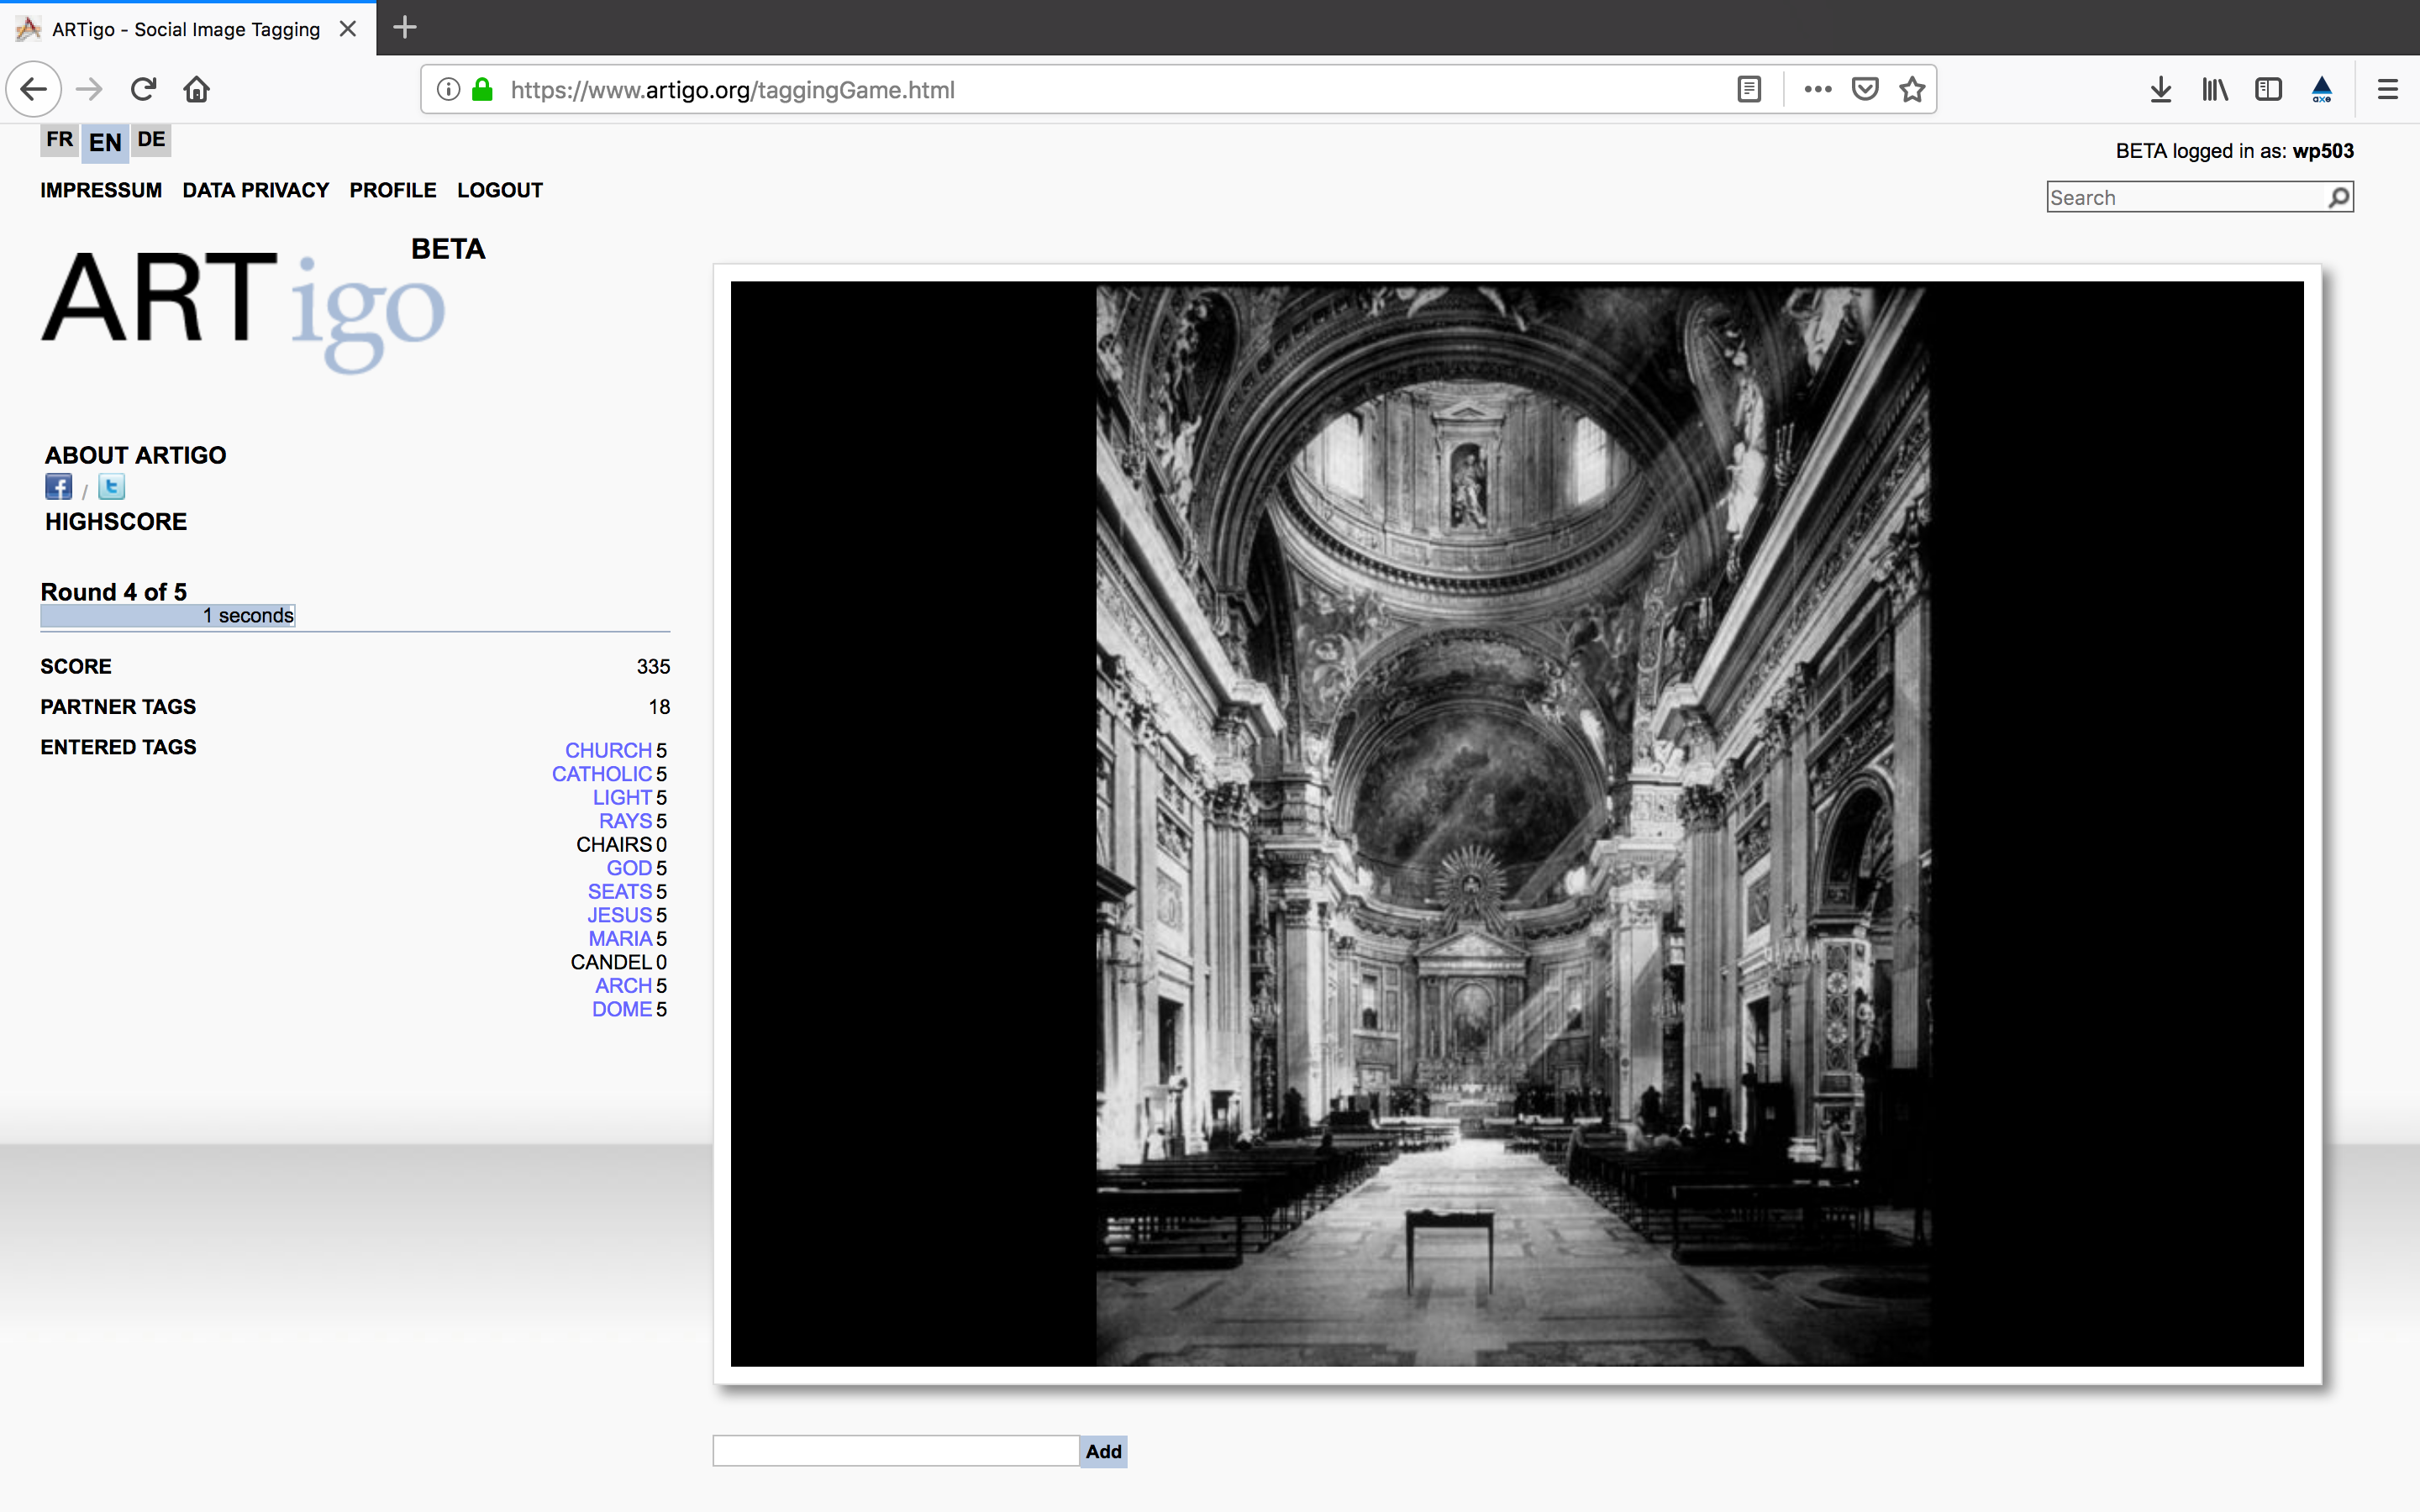 ARTigo - Social Image Tagging
https://www.artigo.org/taggingGame.html
axe
FR EN DE
BETA logged in as: wp503
IMPRESSUM DATA PRIVACY PROFILE LOGOUT
Search
BETA
ARTigo
ABOUT ARTIGO
f / t
HIGHSCORE
Round 4 of 5
1 seconds
SCORE 335
PARTNER TAGS 18
ENTERED TAGS
CHURCH 5
CATHOLIC 5
LIGHT 5
RAYS 5
CHAIRS 0
GOD 5
SEATS 5
JESUS 5
MARIA 5
CANDEL 0
ARCH 5
DOME 5
Add